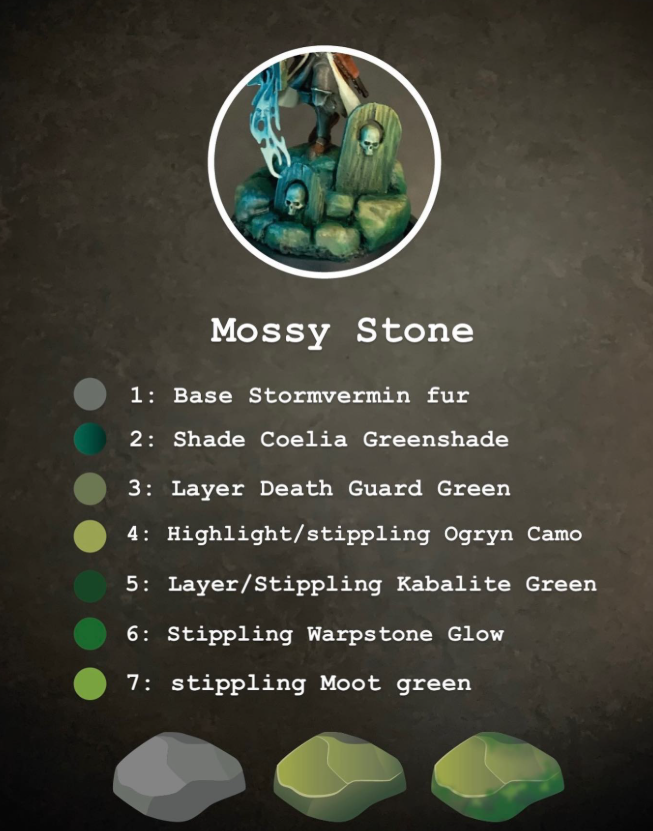 Mossy Stone
1: Base Stormvermin fur
2: Shade Coelia Greenshade
3: Layer Death Guard Green
4: Highlight/stippling Ogryn Camo
5: Layer/Stippling Kabalite Green
6: Stippling Warpstone Glow
7: stippling Moot green